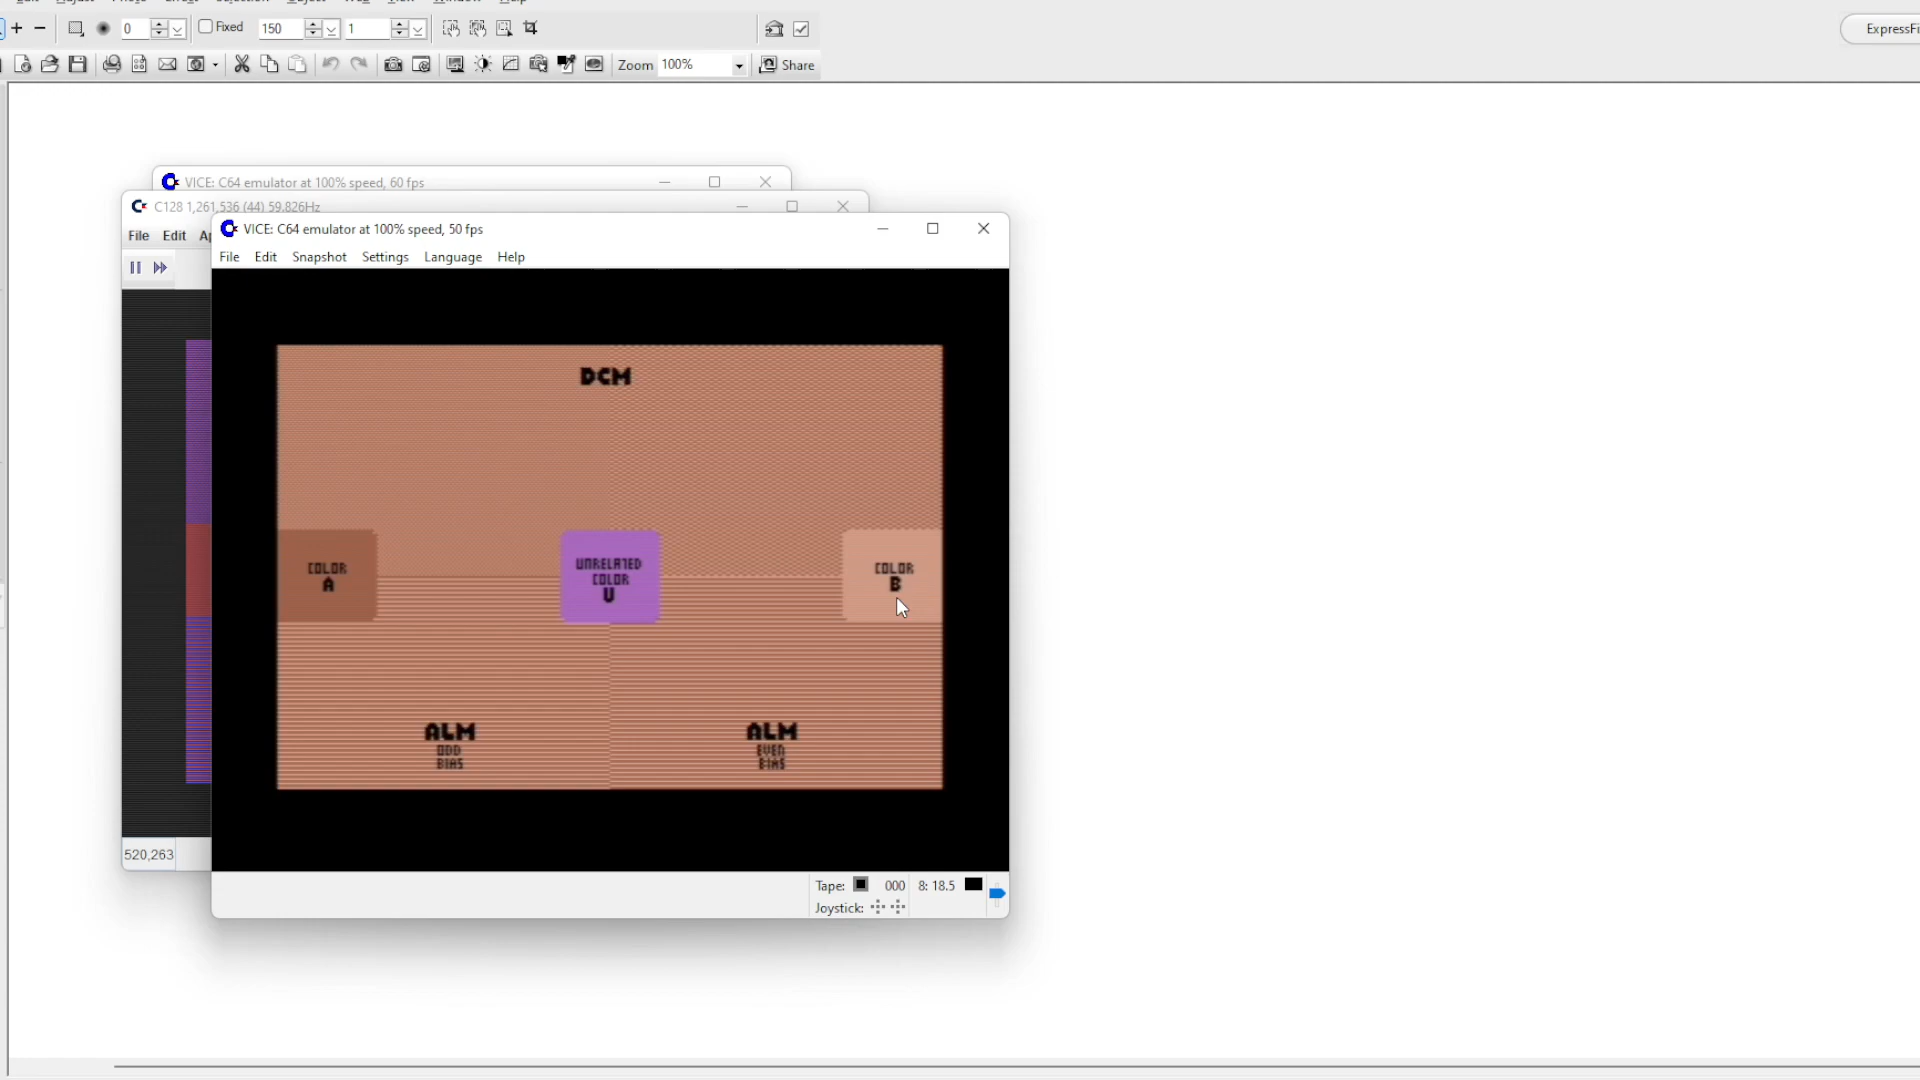 0
Fixed
150
1
ExpressFi
Zoom 100%
Share
VICE: C64 emulator at 100% speed, 60 fps
C128 1,261,536 (44) 59.826Hz
File Edit
VICE: C64 emulator at 100% speed, 50 fps
File Edit Snapshot Settings Language Help
DCM
COLOR
A
UNRELATED
COLOR
U
COLOR
B
ALM
ODD
BIAS
ALM
EVEN
BIAS
520,263
Tape: 000 8: 18.5
Joystick: